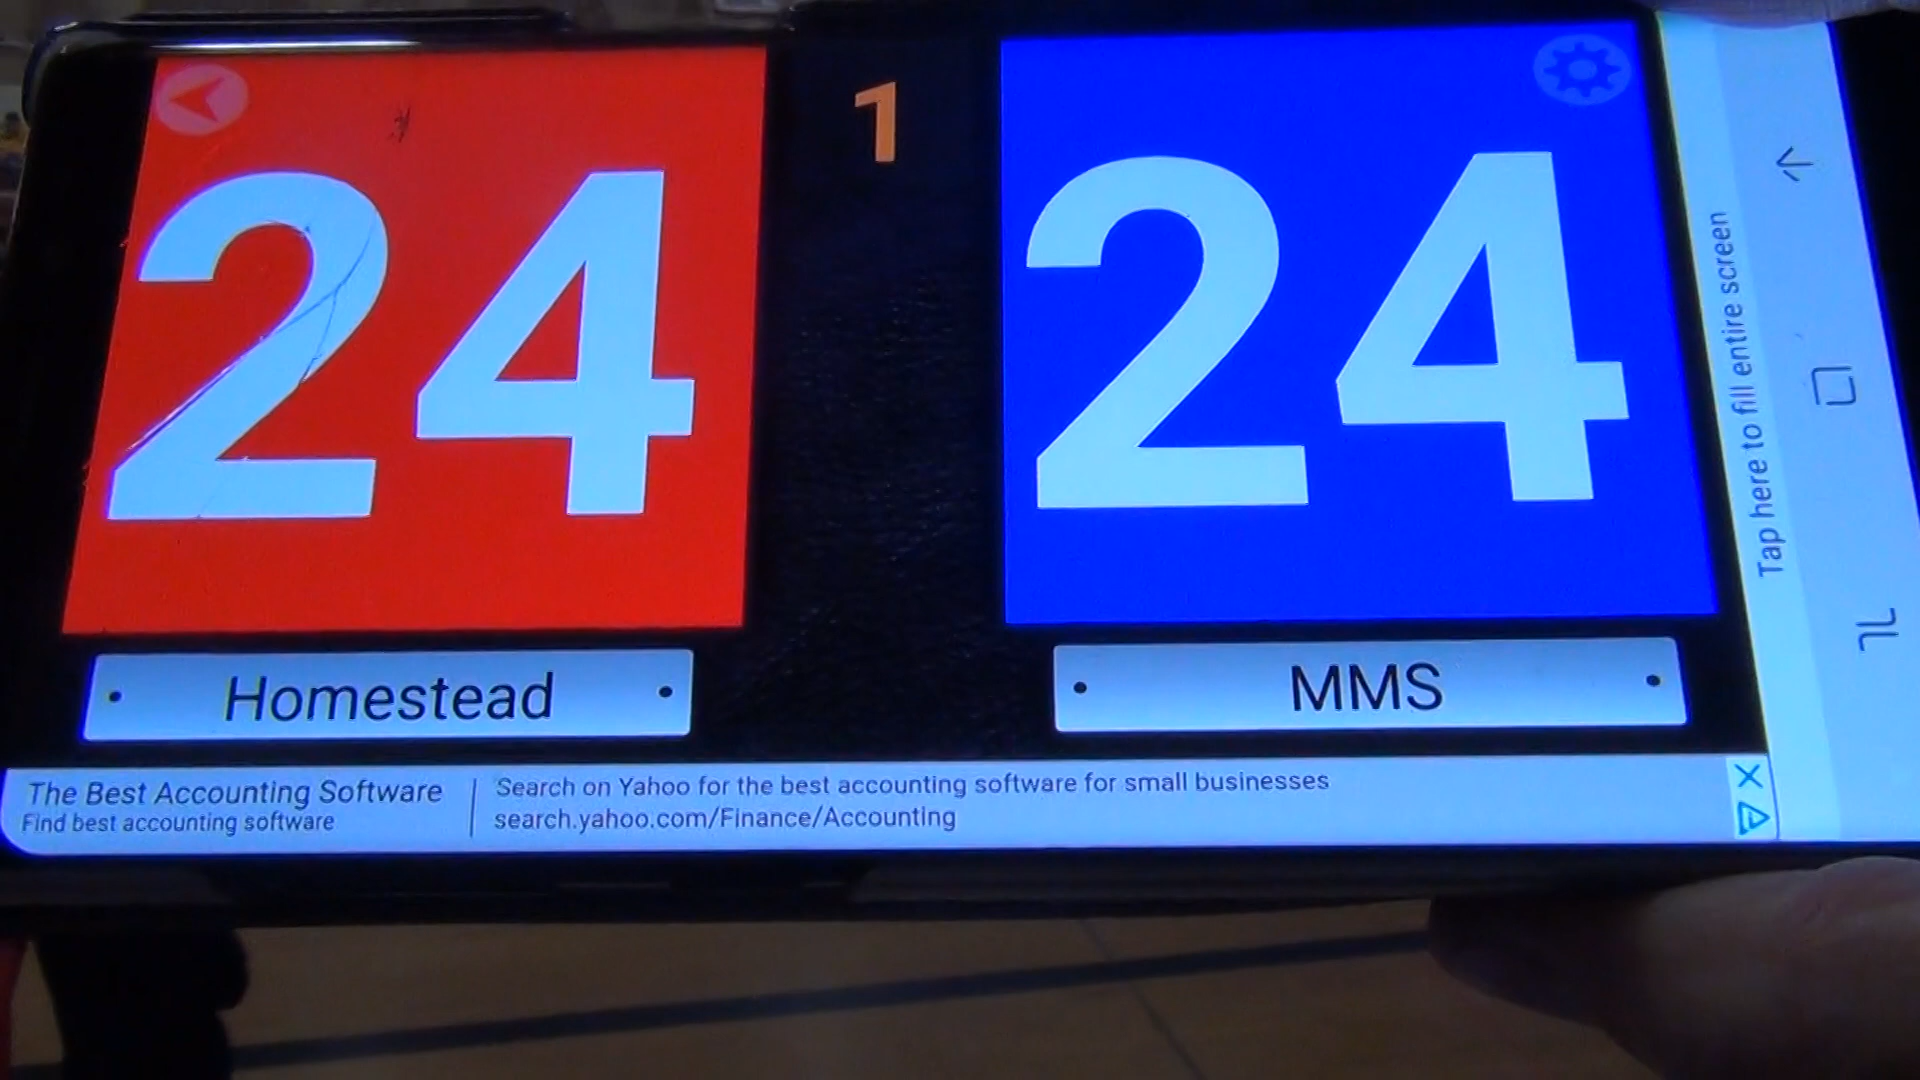 24 1 24
Homestead MMS
The Best Accounting Software
Find best accounting software
Search on Yahoo for the best accounting software for small businesses
search.yahoo.com/Finance/Accounting
Tap here to fill entire screen